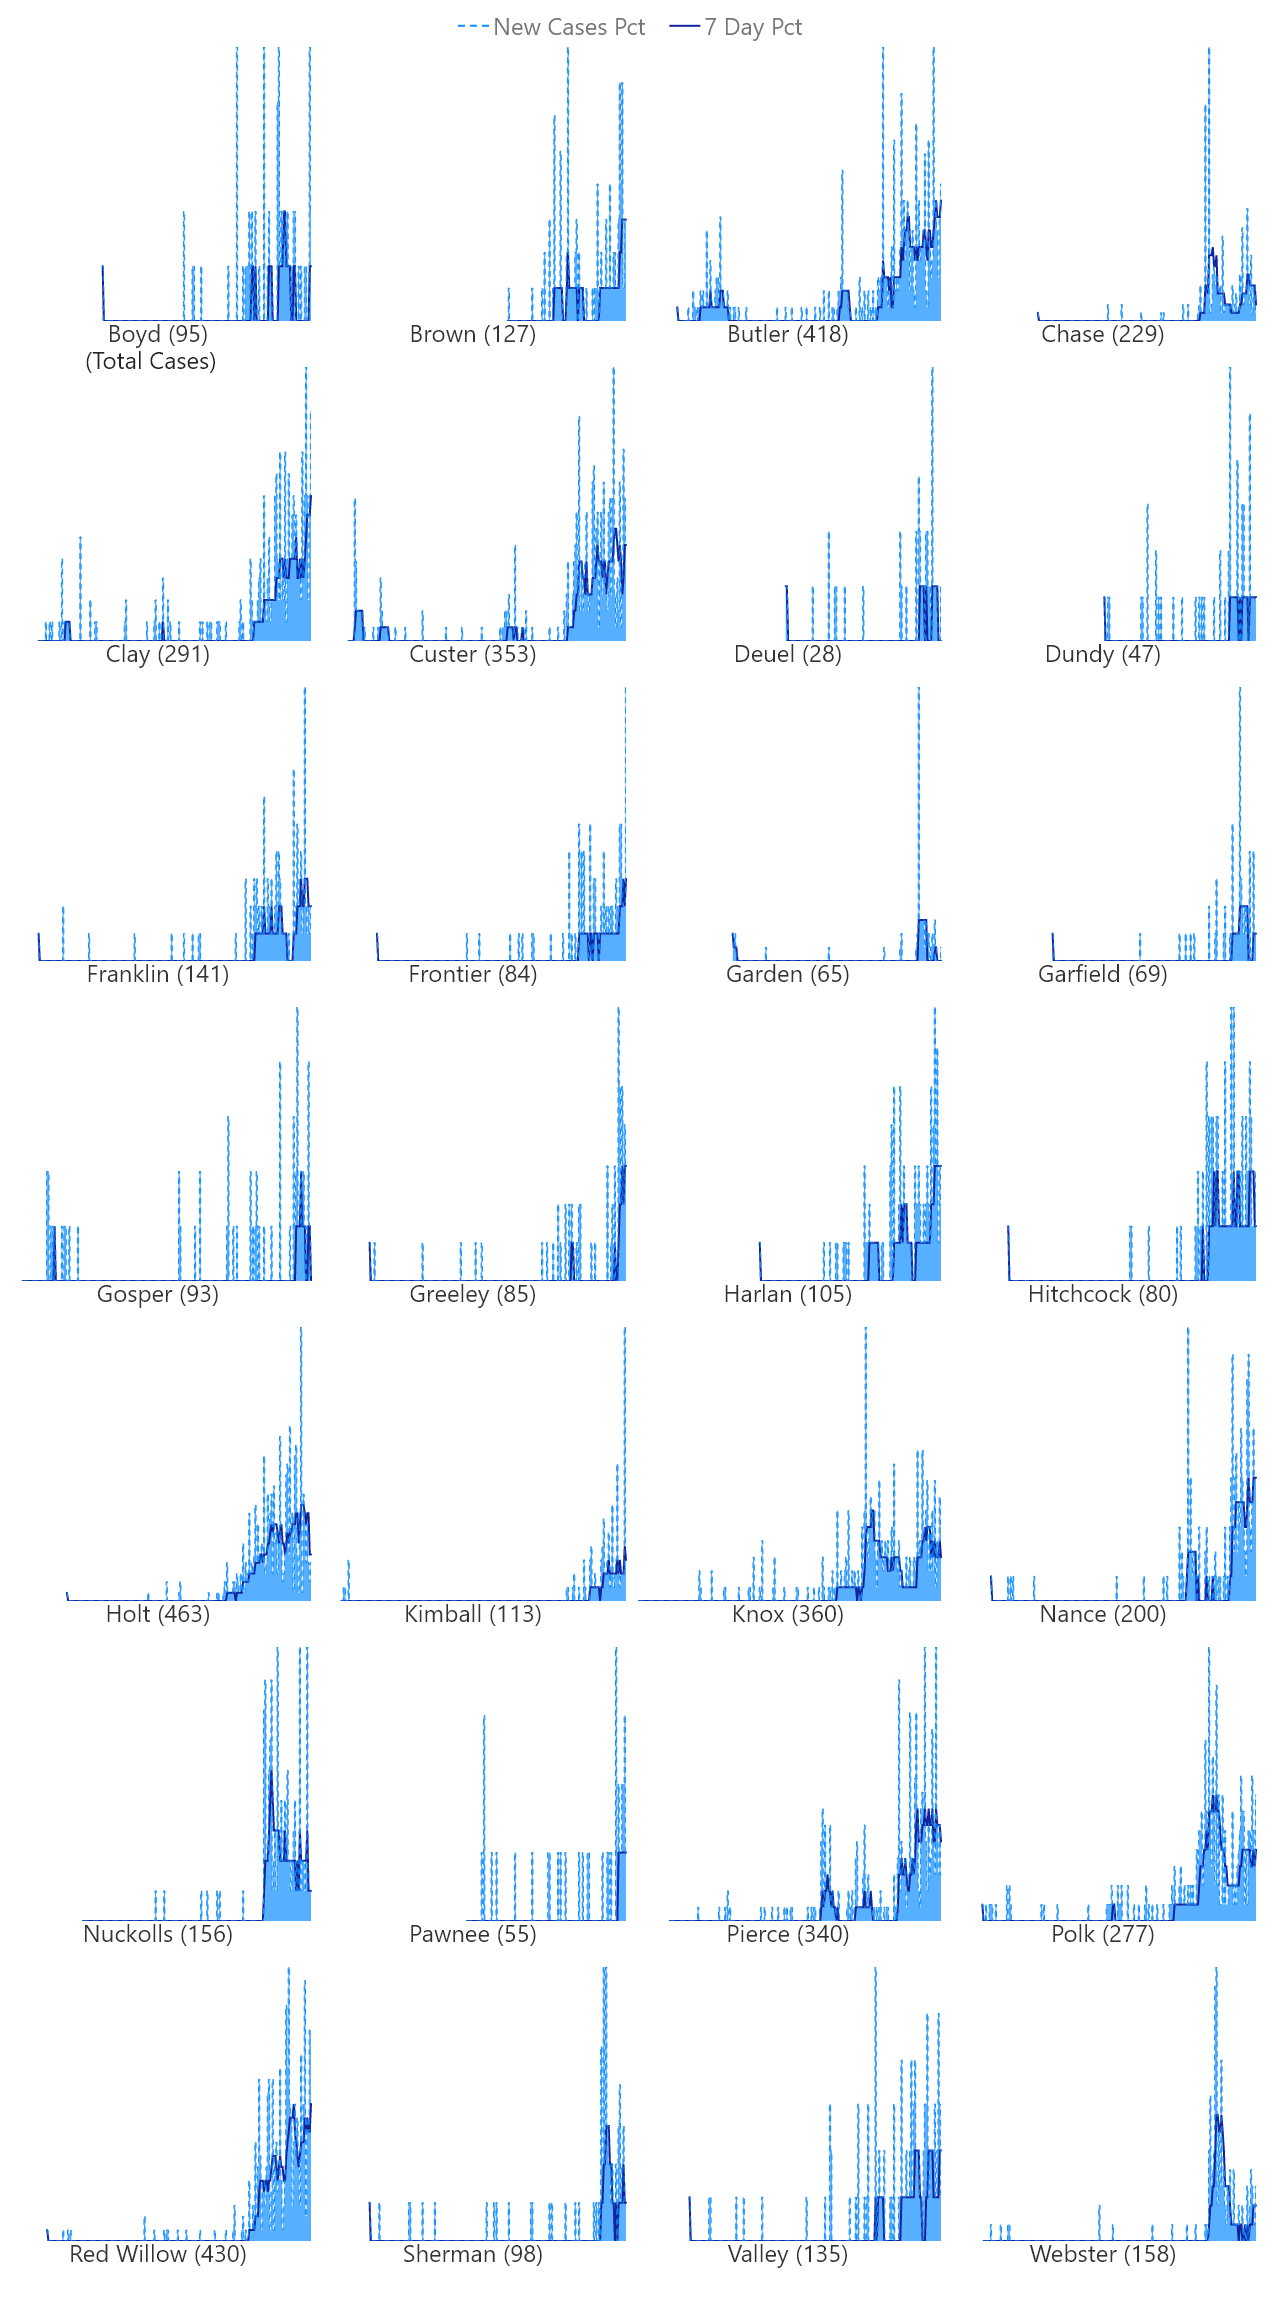 New Cases Pct 7 Day Pct
Boyd (95) Brown (127) Butler (418) Chase (229)
(Total Cases)
Clay (291) Custer (353) Deuel (28) Dundy (47)
Franklin (141) Frontier (84) Garden (65) Garfield (69)
Gosper (93) Greeley (85) Harlan (105) Hitchcock (80)
Holt (463) Kimball (113) Knox (360) Nance (200)
Nuckolls (156) Pawnee (55) Pierce (340) Polk (277)
Red Willow (430) Sherman (98) Valley (135) Webster (158)